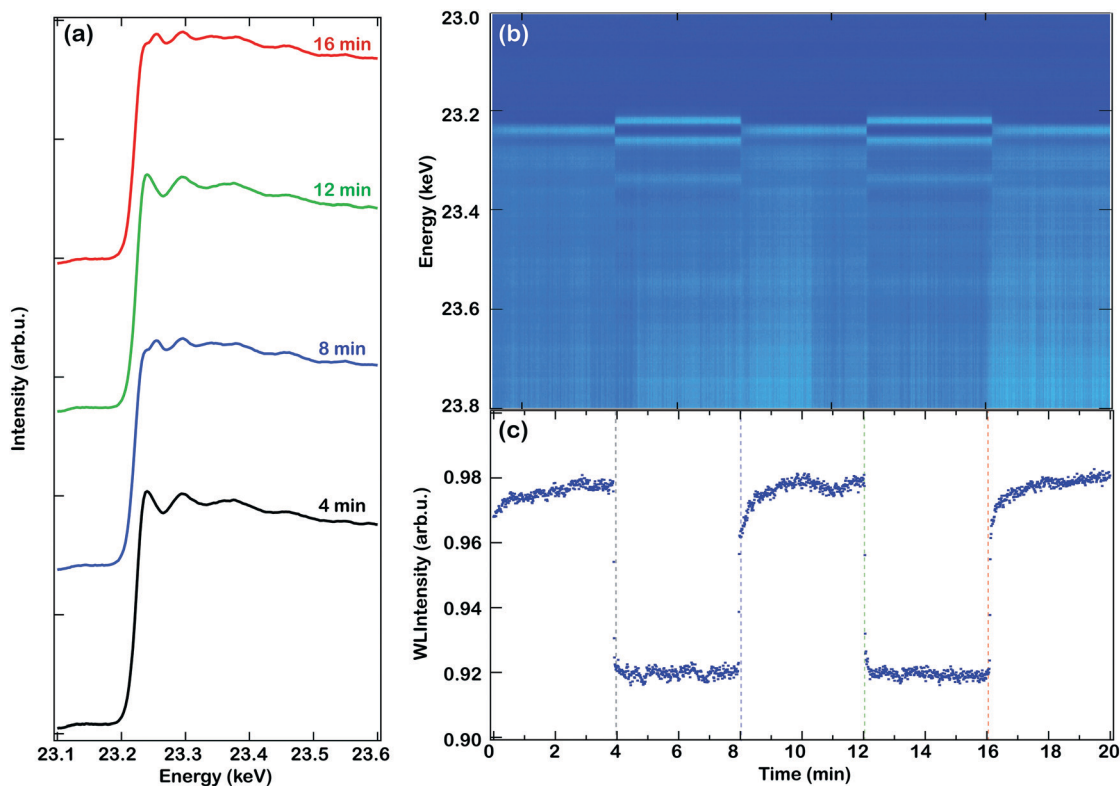 (a)
16 min
12 min
8 min
4 min
Intensity (arb.u.)
23.1 23.2 23.3 23.4 23.5 23.6
Energy (keV)
(b)
23.0
23.2
23.4
23.6
23.8
Energy (keV)
(c)
0.98
0.96
0.94
0.92
0.90
WLIntensity (arb.u.)
0 2 4 6 8 10 12 14 16 18 20
Time (min)